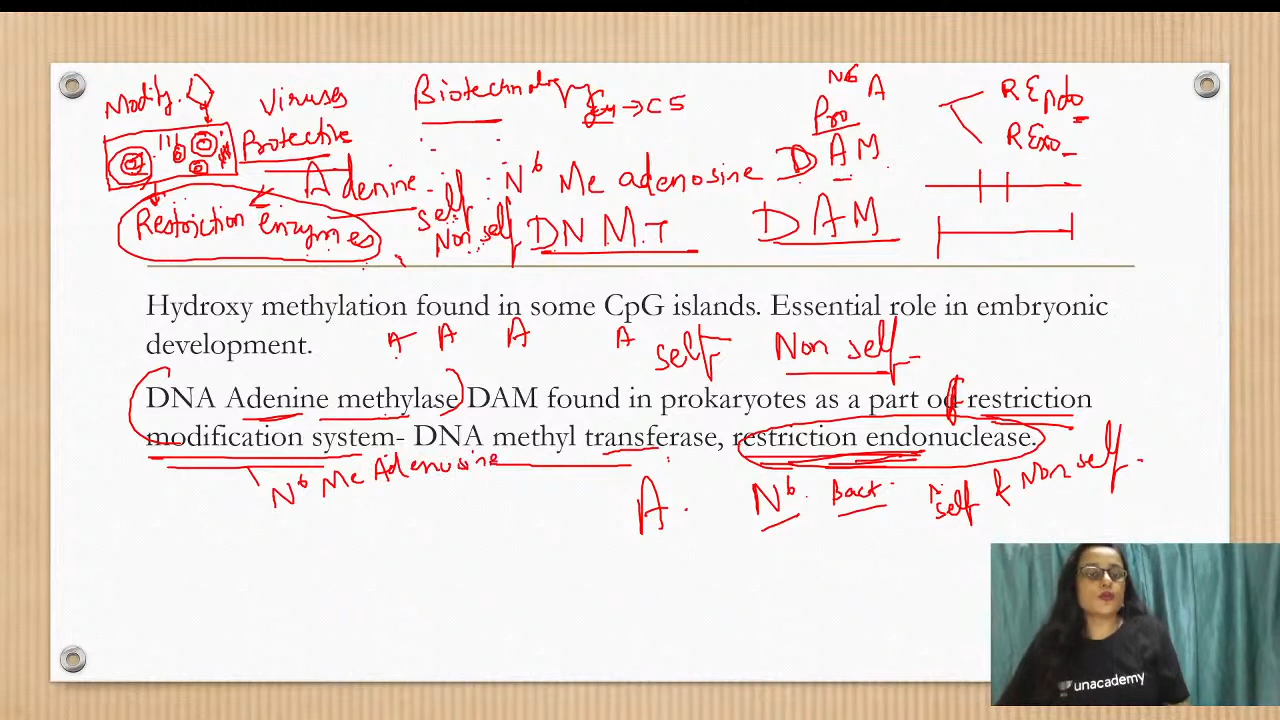 Modify. Viruses Biotechnology → C5
N6 A
Pro
R Endo
R Exo
Protective
Adenine - self N6 Me adenosine DAM
Restriction enzymes Non self DNMT DAM
Hydroxy methylation found in some CpG islands. Essential role in embryonic
development.
A A A A self Non self
DNA Adenine methylase DAM found in prokaryotes as a part of restriction
modification system- DNA methyl transferase, restriction endonuclease.
N6 Me Adenosine
A. N6. Bact. self & Non self.
unacademy